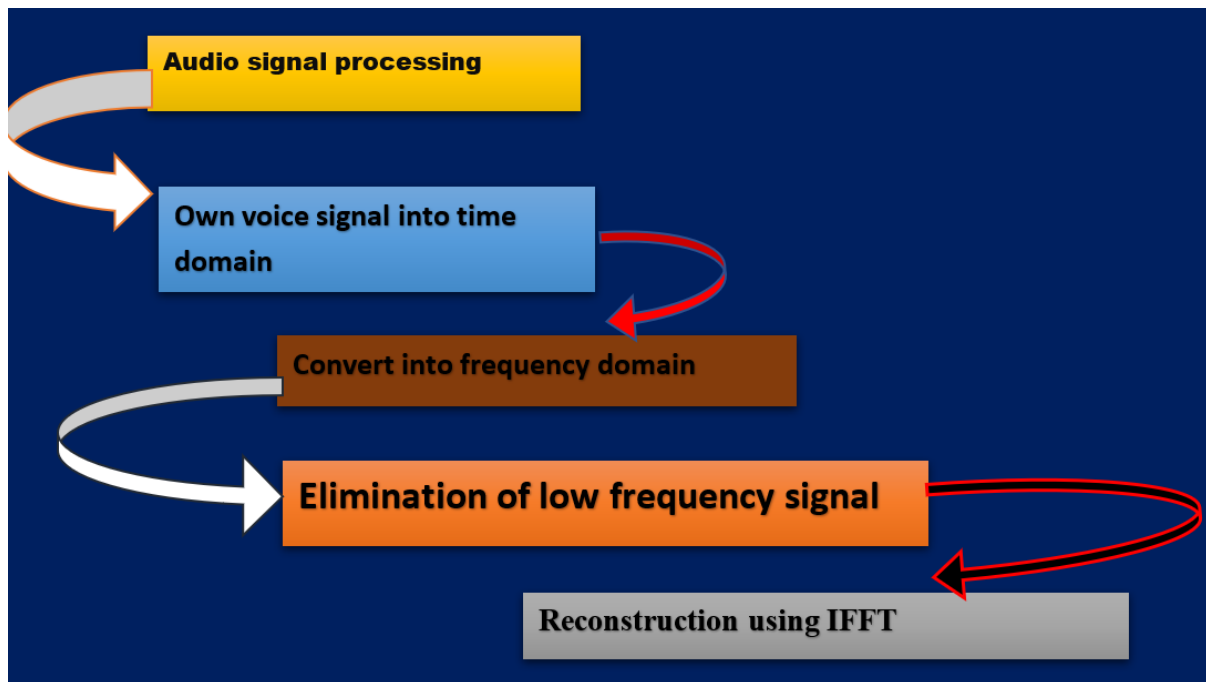 Audio signal processing
Own voice signal into time
domain
Convert into frequency domain
Elimination of low frequency signal
Reconstruction using IFFT